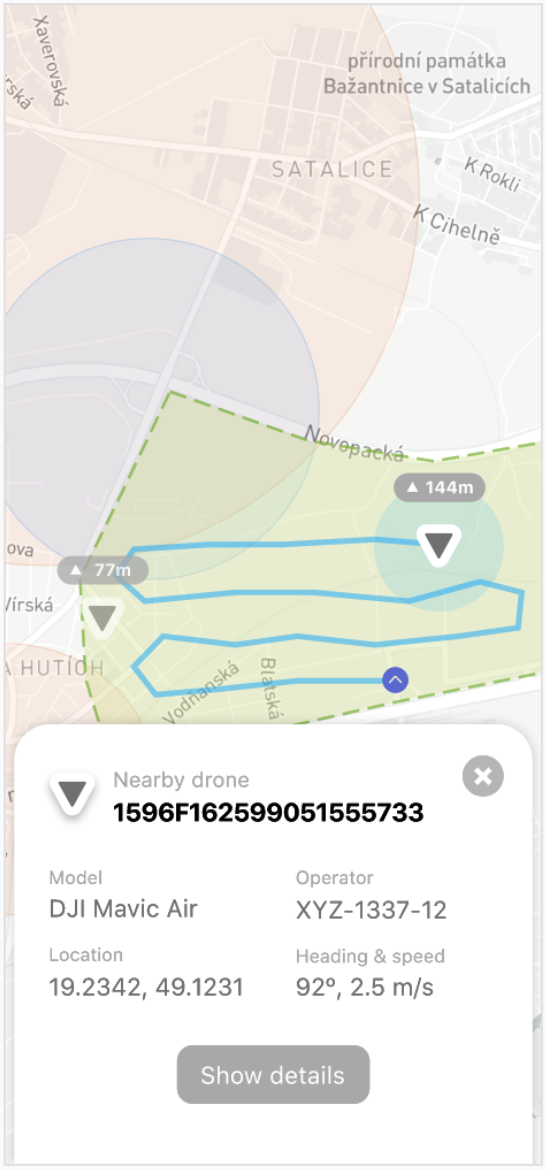 Xaverovská
rská
přírodní památka
Bažantnice v Satalicích
SATALICE
K Rokli
K Cihelně
Novopacká
▲ 144m
ova
▲ 77m
Vírská
A HUTÍCH
Vodňanská
Blatská
Nearby drone
1596F162599051555733
Model
Operator
DJI Mavic Air
XYZ-1337-12
Location
Heading & speed
19.2342, 49.1231
92º, 2.5 m/s
Show details